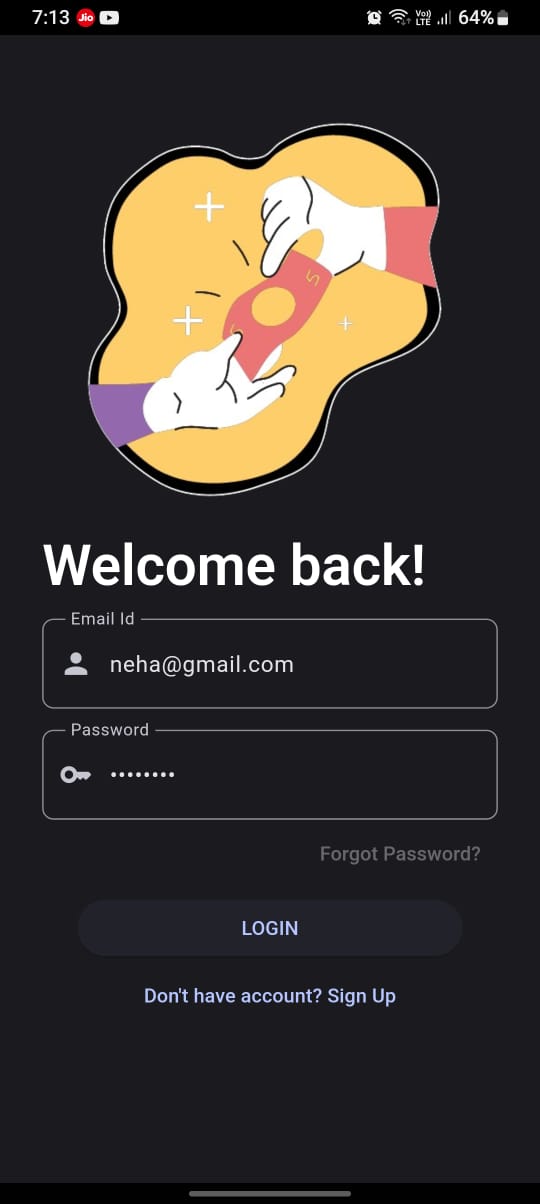 7:13 Jio Vo)) LTE 64%
Welcome back!
Email Id
neha@gmail.com
Password
••••••••
Forgot Password?
LOGIN
Don't have account? Sign Up